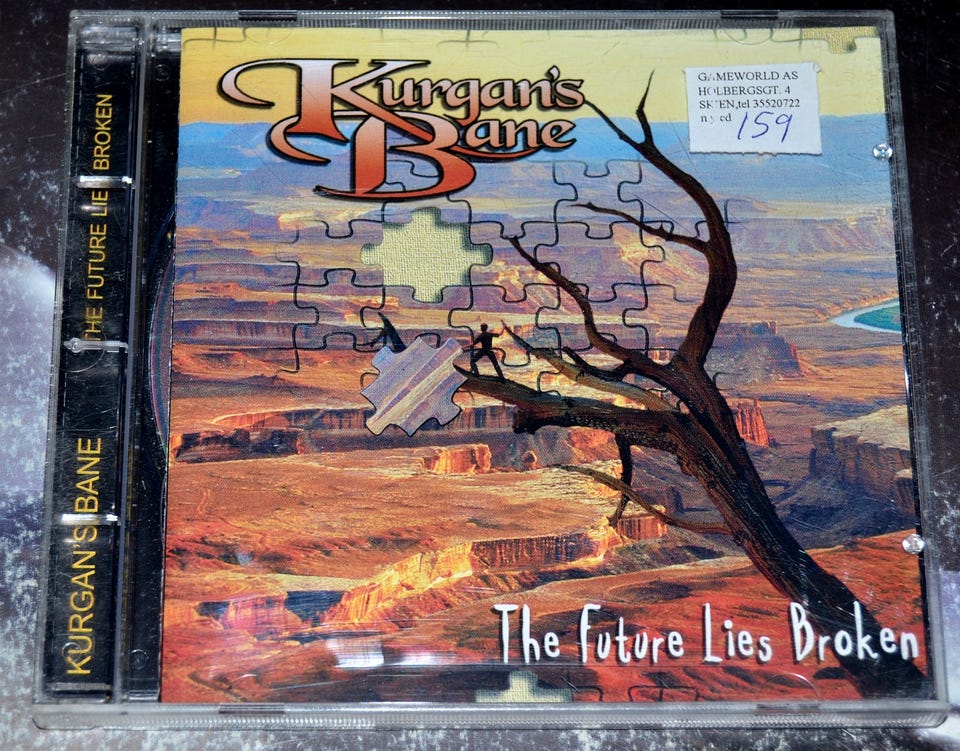 Kurgan's
Bane
GAMEWORLD AS
HOLBERGSGT. 4
SKIEN,tel 35520722
ny cd 159
The Future Lies Broken
KURGAN'S BANE THE FUTURE LIES BROKEN